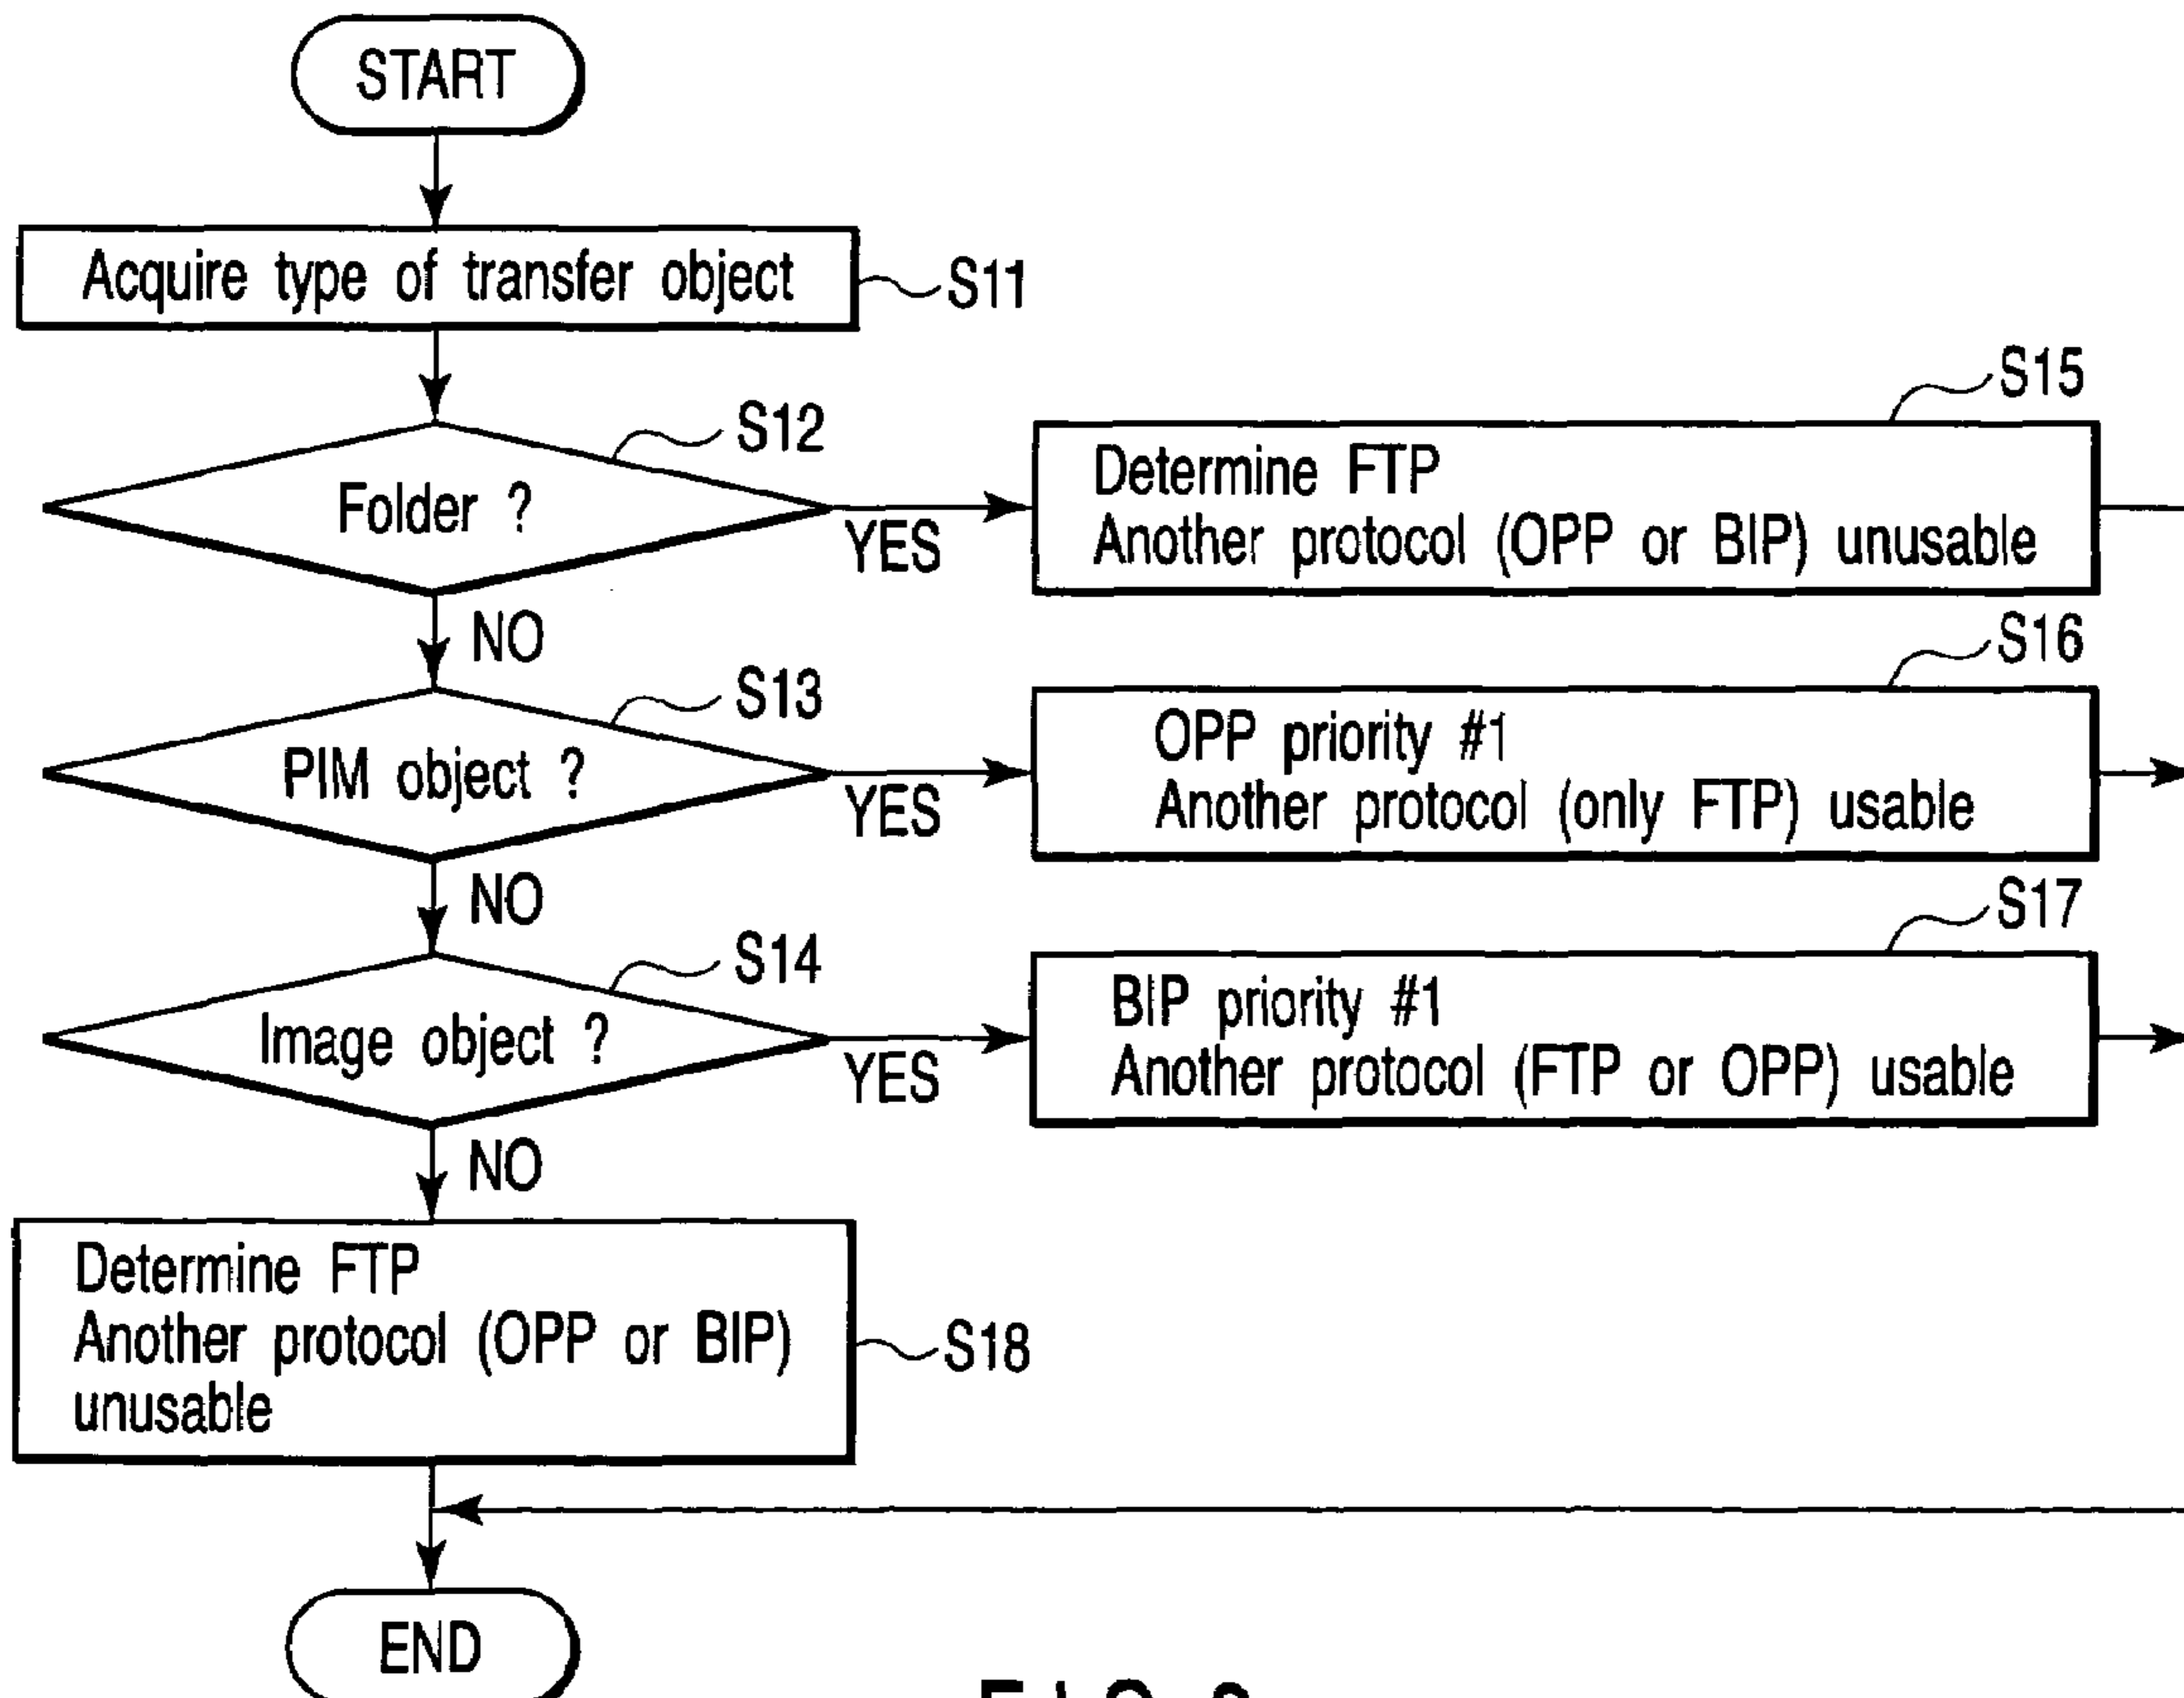 START
Acquire type of transfer object
S11
S12
Folder ?
YES
NO
S15
Determine FTP
Another protocol (OPP or BIP) unusable
S13
PIM object ?
YES
NO
S16
OPP priority #1
Another protocol (only FTP) usable
S14
Image object ?
YES
NO
S17
BIP priority #1
Another protocol (FTP or OPP) usable
Determine FTP
Another protocol (OPP or BIP)
unusable
S18
END